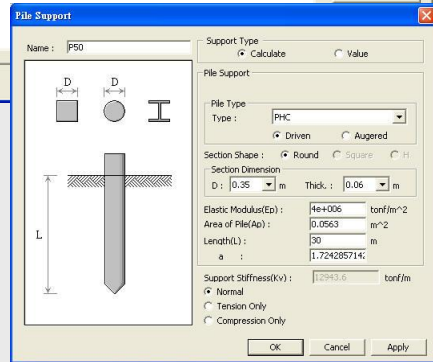 Pile Support
Name : P50
D D
L
Support Type
Calculate Value
Pile Support
Pile Type
Type : PHC
Driven Augered
Section Shape : Round Square H
Section Dimension
D : 0.35 m Thick. : 0.06 m
Elastic Modulus(Ep) : 4e+006 tonf/m^2
Area of Pile(Ap) : 0.0563 m^2
Length(L) : 30 m
a : 1.7242857142
Support Stiffness(Kv) : 12943.6 tonf/m
Normal
Tension Only
Compression Only
OK Cancel Apply